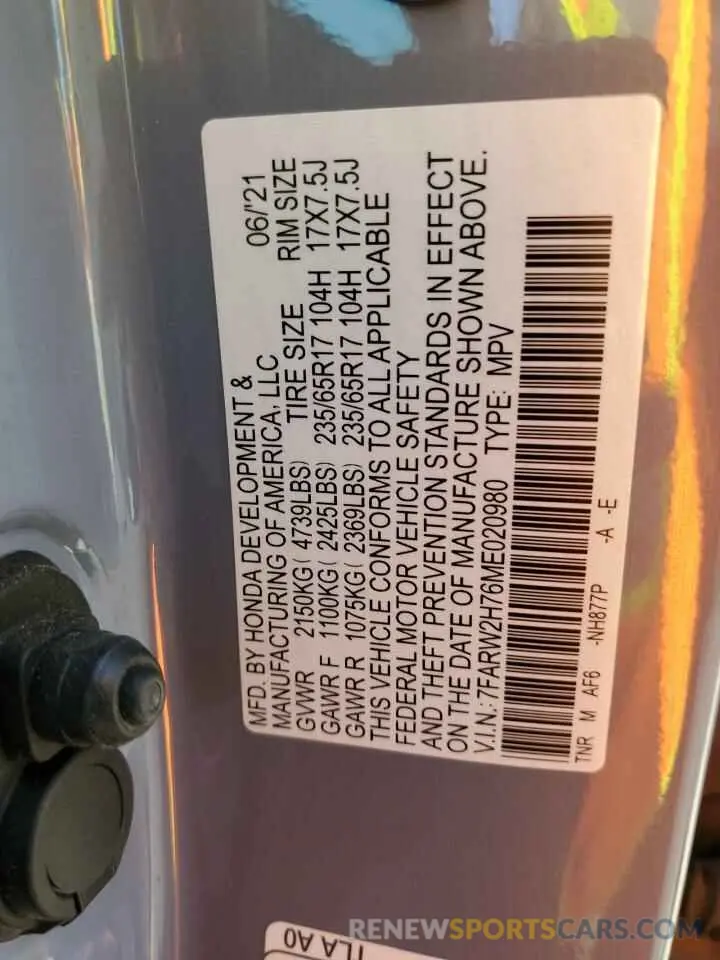 MFD. BY HONDA DEVELOPMENT &
MANUFACTURING OF AMERICA, LLC 06/'21
GVWR 2150KG( 4739LBS) TIRE SIZE RIM SIZE
GAWR F 1100KG( 2425LBS) 235/65R17 104H 17X7.5J
GAWR R 1075KG( 2369LBS) 235/65R17 104H 17X7.5J
THIS VEHICLE CONFORMS TO ALL APPLICABLE
FEDERAL MOTOR VEHICLE SAFETY
AND THEFT PREVENTION STANDARDS IN EFFECT
ON THE DATE OF MANUFACTURE SHOWN ABOVE.
V.I.N.: 7FARW2H76ME020980 TYPE: MPV
TNR M AF6 -NH877P -A -E
TLA A0
RENEWSPORTSCARS.COM